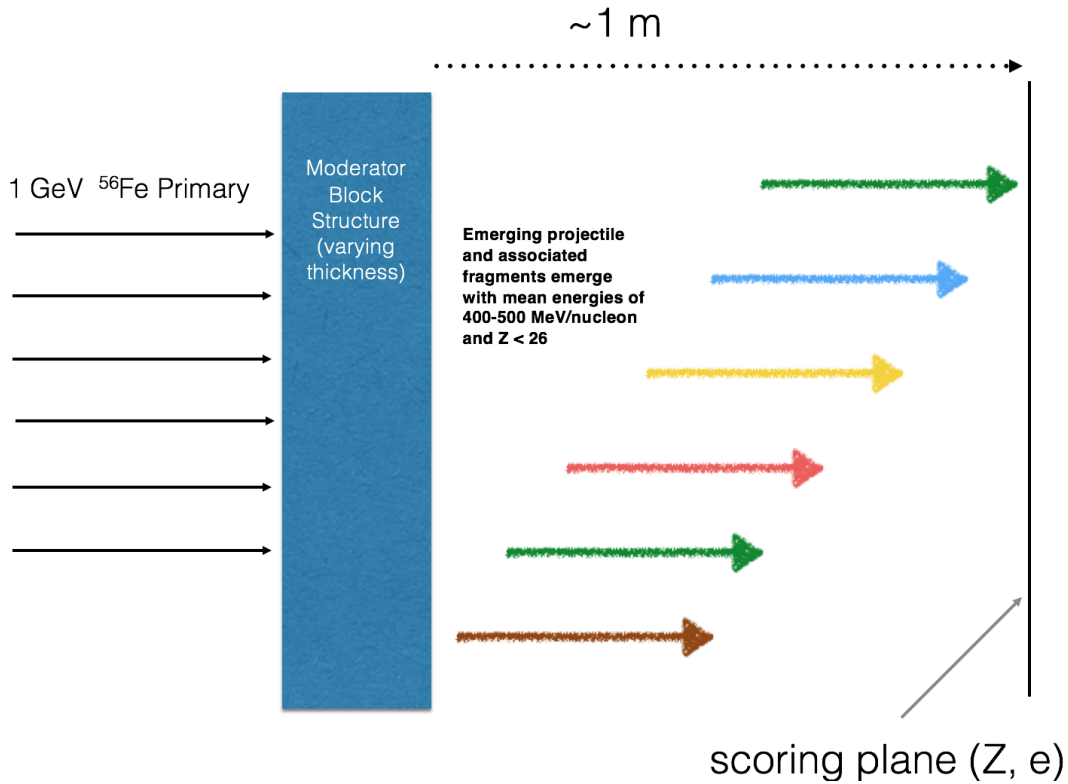 ~1 m
1 GeV ⁵⁶Fe Primary
Moderator
Block
Structure
(varying
thickness)
Emerging projectile
and associated
fragments emerge
with mean energies of
400-500 MeV/nucleon
and Z < 26
scoring plane (Z, e)